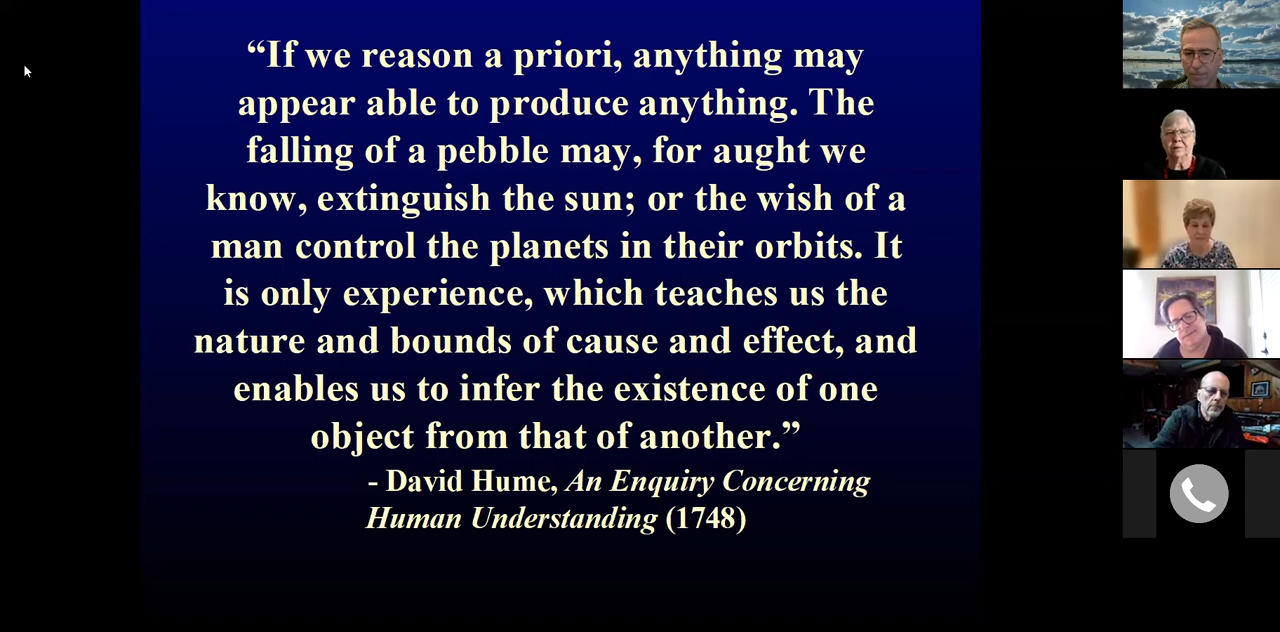 “If we reason a priori, anything may
appear able to produce anything. The
falling of a pebble may, for aught we
know, extinguish the sun; or the wish of a
man control the planets in their orbits. It
is only experience, which teaches us the
nature and bounds of cause and effect, and
enables us to infer the existence of one
object from that of another.”
- David Hume, An Enquiry Concerning
Human Understanding (1748)